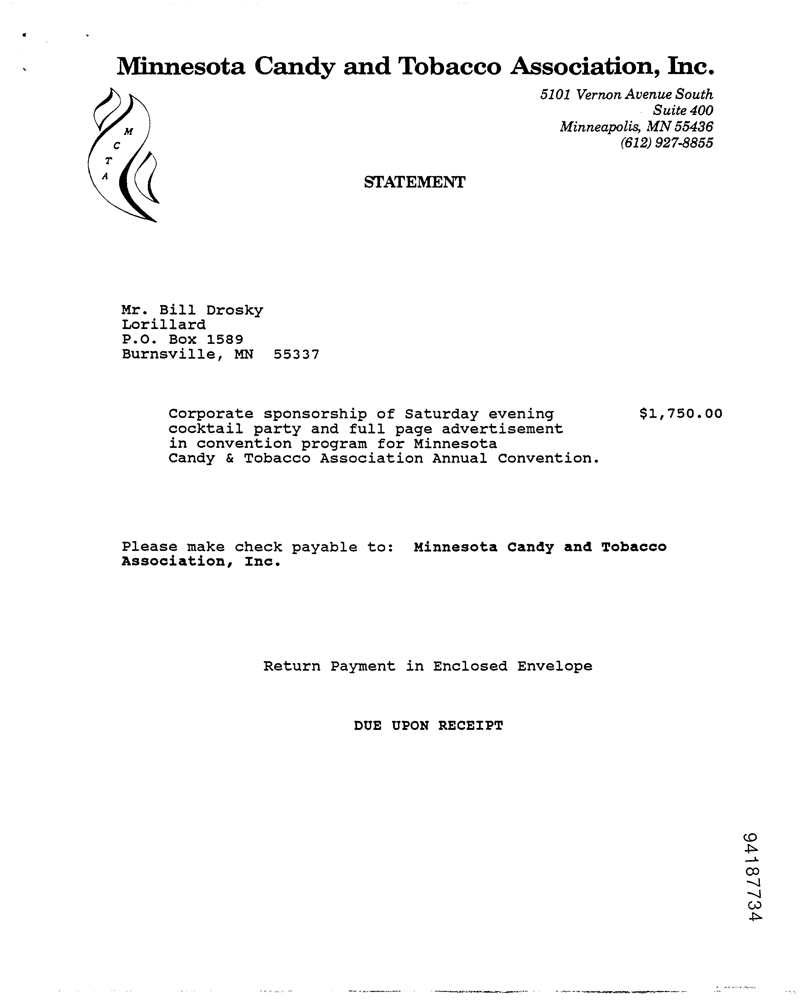 Minnesota Candy and Tobacco Association, Inc.
5101 Vernon Avenue South
Suite 400
Minneapolis, MN 55436
(612) 927-8855
M
C
T
A
STATEMENT
Mr. Bill Drosky
Lorillard
P.O. Box 1589
Burnsville, MN 55337
Corporate sponsorship of Saturday evening $1,750.00
cocktail party and full page advertisement
in convention program for Minnesota
Candy & Tobacco Association Annual Convention.
Please make check payable to: Minnesota Candy and Tobacco
Association, Inc.
Return Payment in Enclosed Envelope
DUE UPON RECEIPT
94187734